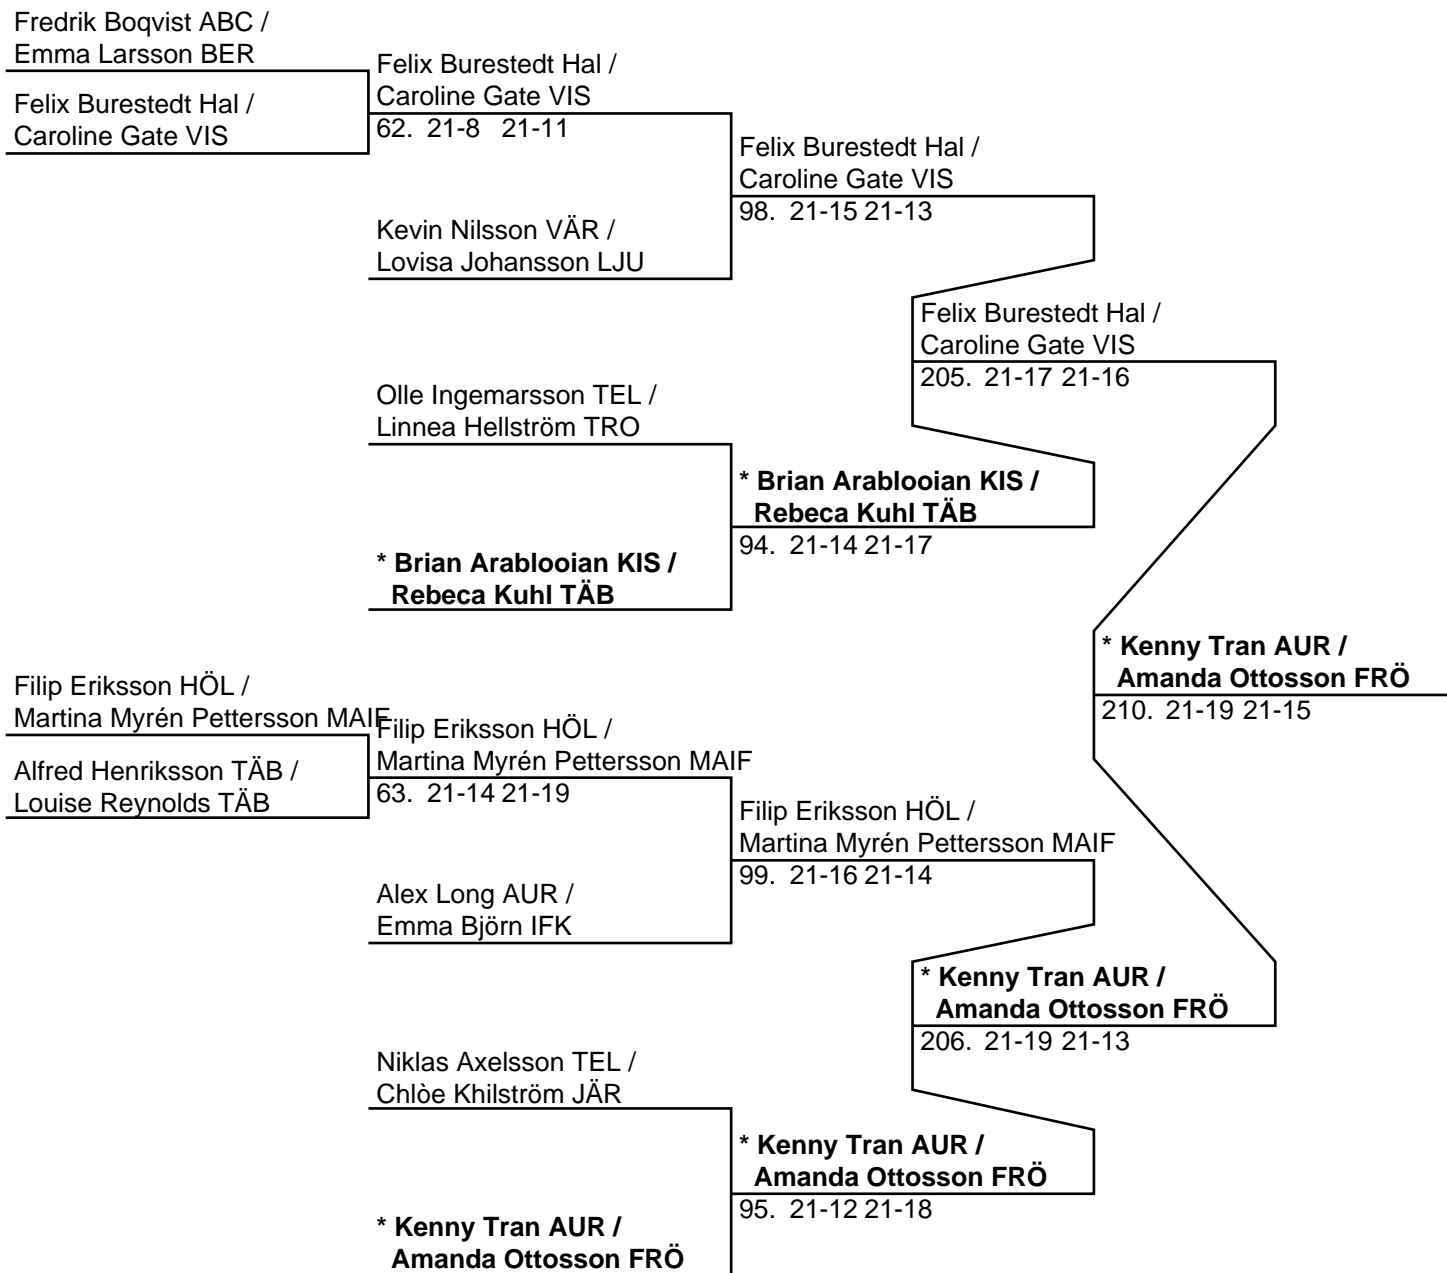 Fredrik Boqvist ABC /
Emma Larsson BER
Felix Burestedt Hal /
Caroline Gate VIS
Felix Burestedt Hal /
Caroline Gate VIS
62. 21-8 21-11
Kevin Nilsson VÄR /
Lovisa Johansson LJU
Felix Burestedt Hal /
Caroline Gate VIS
98. 21-15 21-13
Olle Ingemarsson TEL /
Linnea Hellström TRO
* Brian Arablooian KIS /
Rebeca Kuhl TÄB
* Brian Arablooian KIS /
Rebeca Kuhl TÄB
94. 21-14 21-17
Felix Burestedt Hal /
Caroline Gate VIS
205. 21-17 21-16
Filip Eriksson HÖL /
Martina Myrén Pettersson MAIF
Alfred Henriksson TÄB /
Louise Reynolds TÄB
Filip Eriksson HÖL /
Martina Myrén Pettersson MAIF
63. 21-14 21-19
Alex Long AUR /
Emma Björn IFK
Filip Eriksson HÖL /
Martina Myrén Pettersson MAIF
99. 21-16 21-14
Niklas Axelsson TEL /
Chlòe Khilström JÄR
* Kenny Tran AUR /
Amanda Ottosson FRÖ
* Kenny Tran AUR /
Amanda Ottosson FRÖ
95. 21-12 21-18
* Kenny Tran AUR /
Amanda Ottosson FRÖ
206. 21-19 21-13
* Kenny Tran AUR /
Amanda Ottosson FRÖ
210. 21-19 21-15